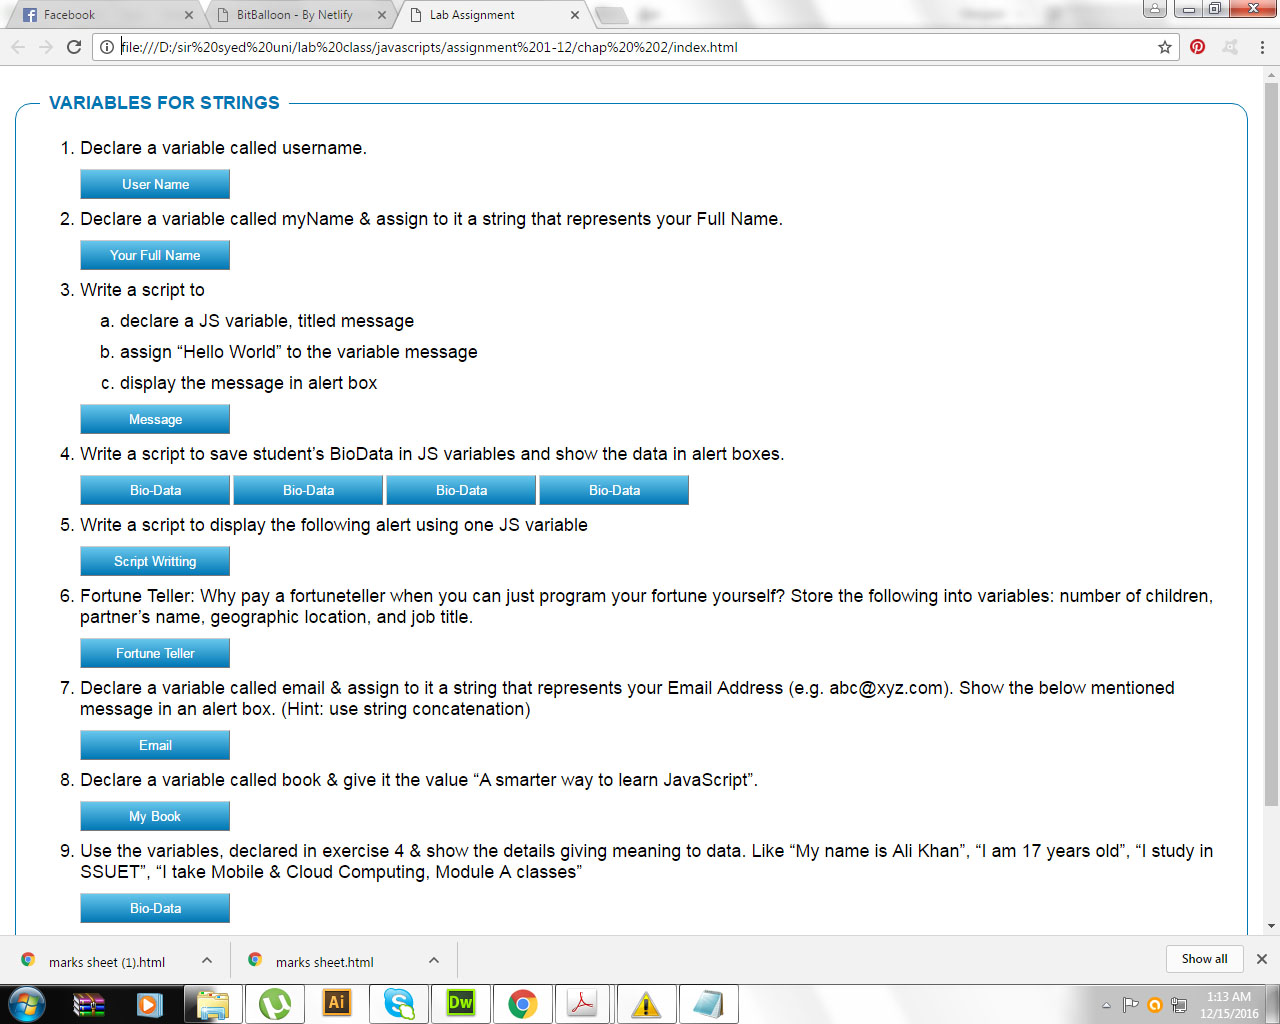 Facebook
BitBalloon - By Netlify
Lab Assignment
file:///D:/sir%20syed%20uni/lab%20class/javascripts/assignment%201-12/chap%20%202/index.html
VARIABLES FOR STRINGS
1. Declare a variable called username.
User Name
2. Declare a variable called myName & assign to it a string that represents your Full Name.
Your Full Name
3. Write a script to
a. declare a JS variable, titled message
b. assign “Hello World” to the variable message
c. display the message in alert box
Message
4. Write a script to save student’s BioData in JS variables and show the data in alert boxes.
Bio-Data Bio-Data Bio-Data Bio-Data
5. Write a script to display the following alert using one JS variable
Script Writting
6. Fortune Teller: Why pay a fortuneteller when you can just program your fortune yourself? Store the following into variables: number of children,
partner’s name, geographic location, and job title.
Fortune Teller
7. Declare a variable called email & assign to it a string that represents your Email Address (e.g. abc@xyz.com). Show the below mentioned
message in an alert box. (Hint: use string concatenation)
Email
8. Declare a variable called book & give it the value “A smarter way to learn JavaScript”.
My Book
9. Use the variables, declared in exercise 4 & show the details giving meaning to data. Like “My name is Ali Khan”, “I am 17 years old”, “I study in
SSUET”, “I take Mobile & Cloud Computing, Module A classes”
Bio-Data
marks sheet (1).html
marks sheet.html
Show all
Ai
Dw
1:13 AM
12/15/2016